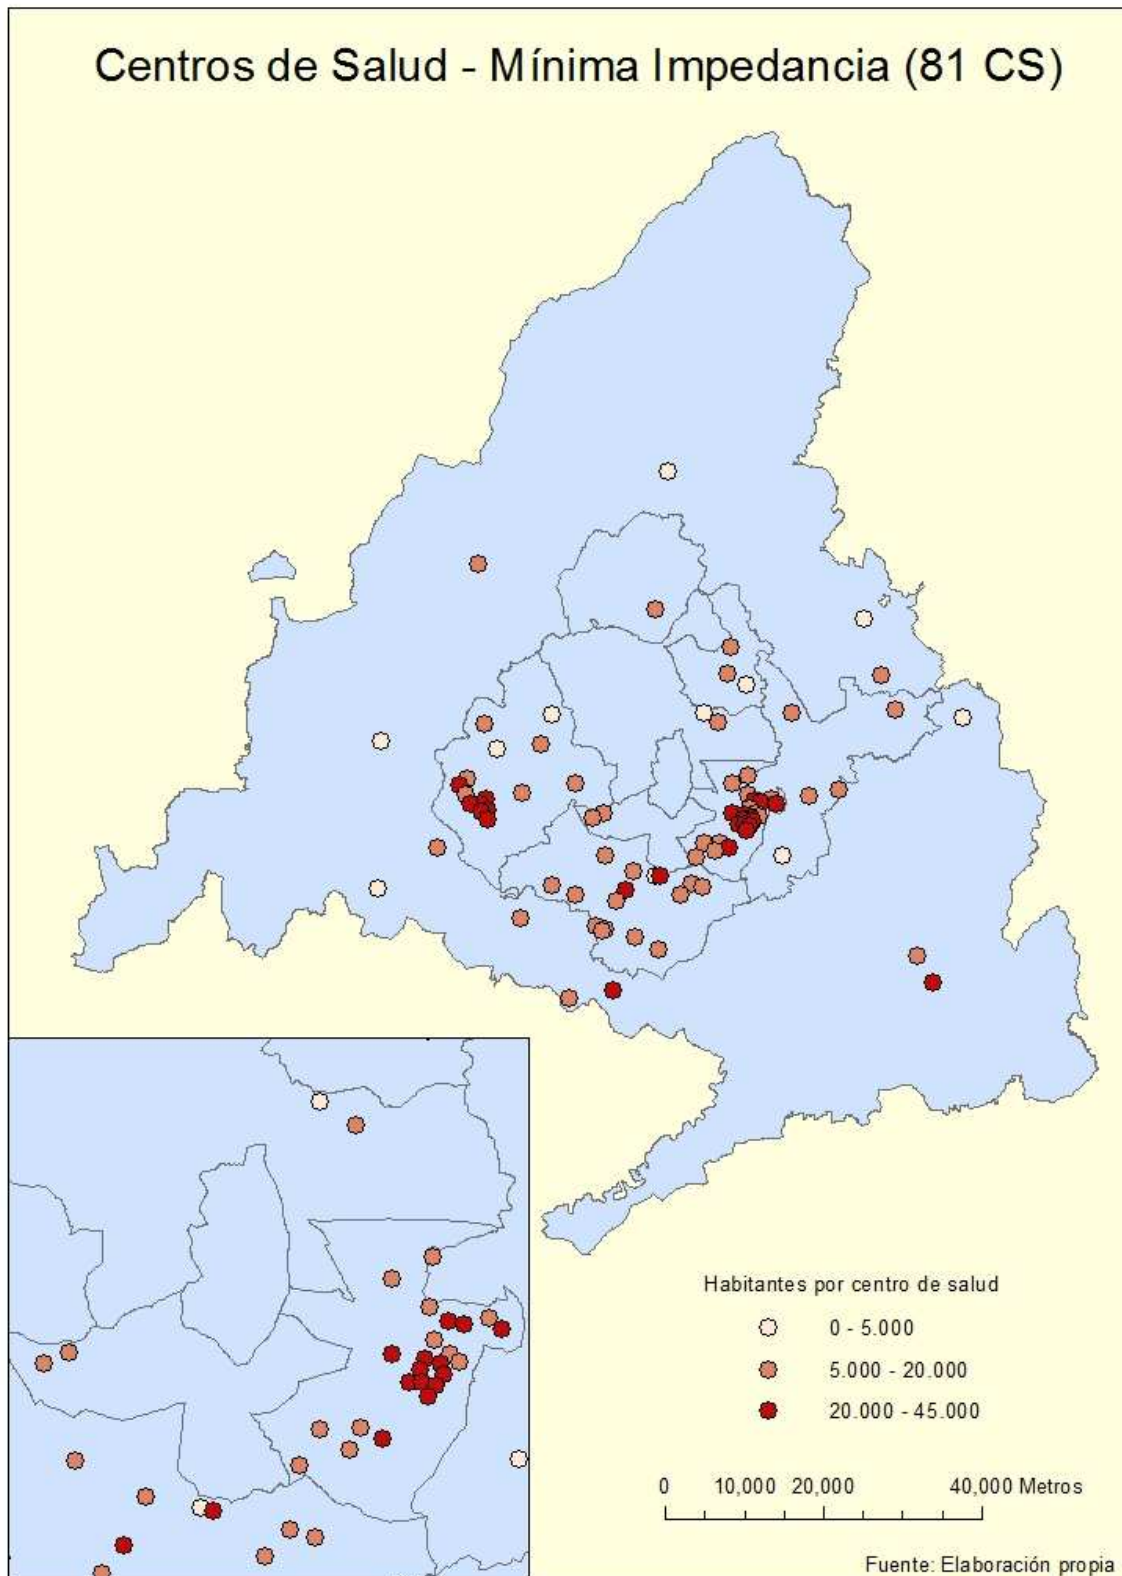 Centros de Salud - Mínima Impedancia (81 CS)
Habitantes por centro de salud
0 - 5.000
5.000 - 20.000
20.000 - 45.000
0 10,000 20,000 40,000 Metros
Fuente: Elaboración propia